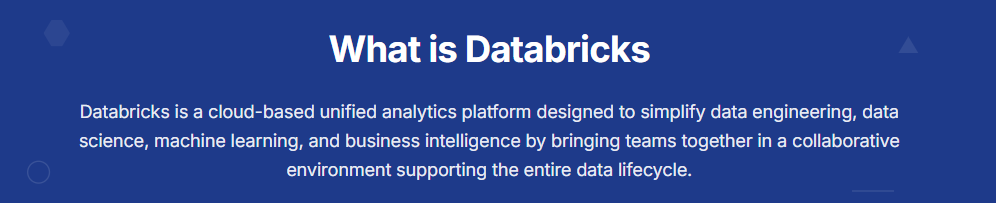 What is Databricks
Databricks is a cloud-based unified analytics platform designed to simplify data engineering, data
science, machine learning, and business intelligence by bringing teams together in a collaborative
environment supporting the entire data lifecycle.